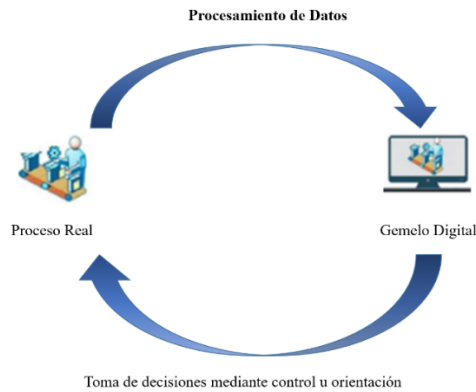 Procesamiento de Datos
Proceso Real
Gemelo Digital
Toma de decisiones mediante control u orientación